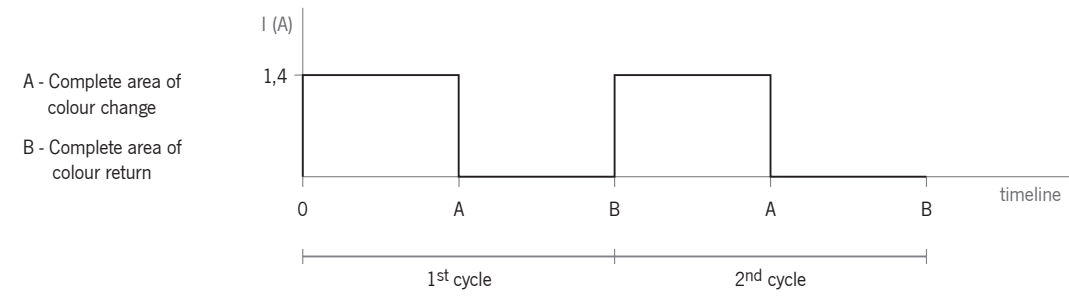 I (A)
1,4
A - Complete area of
colour change
B - Complete area of
colour return
0 A B A B
timeline
1st cycle 2nd cycle